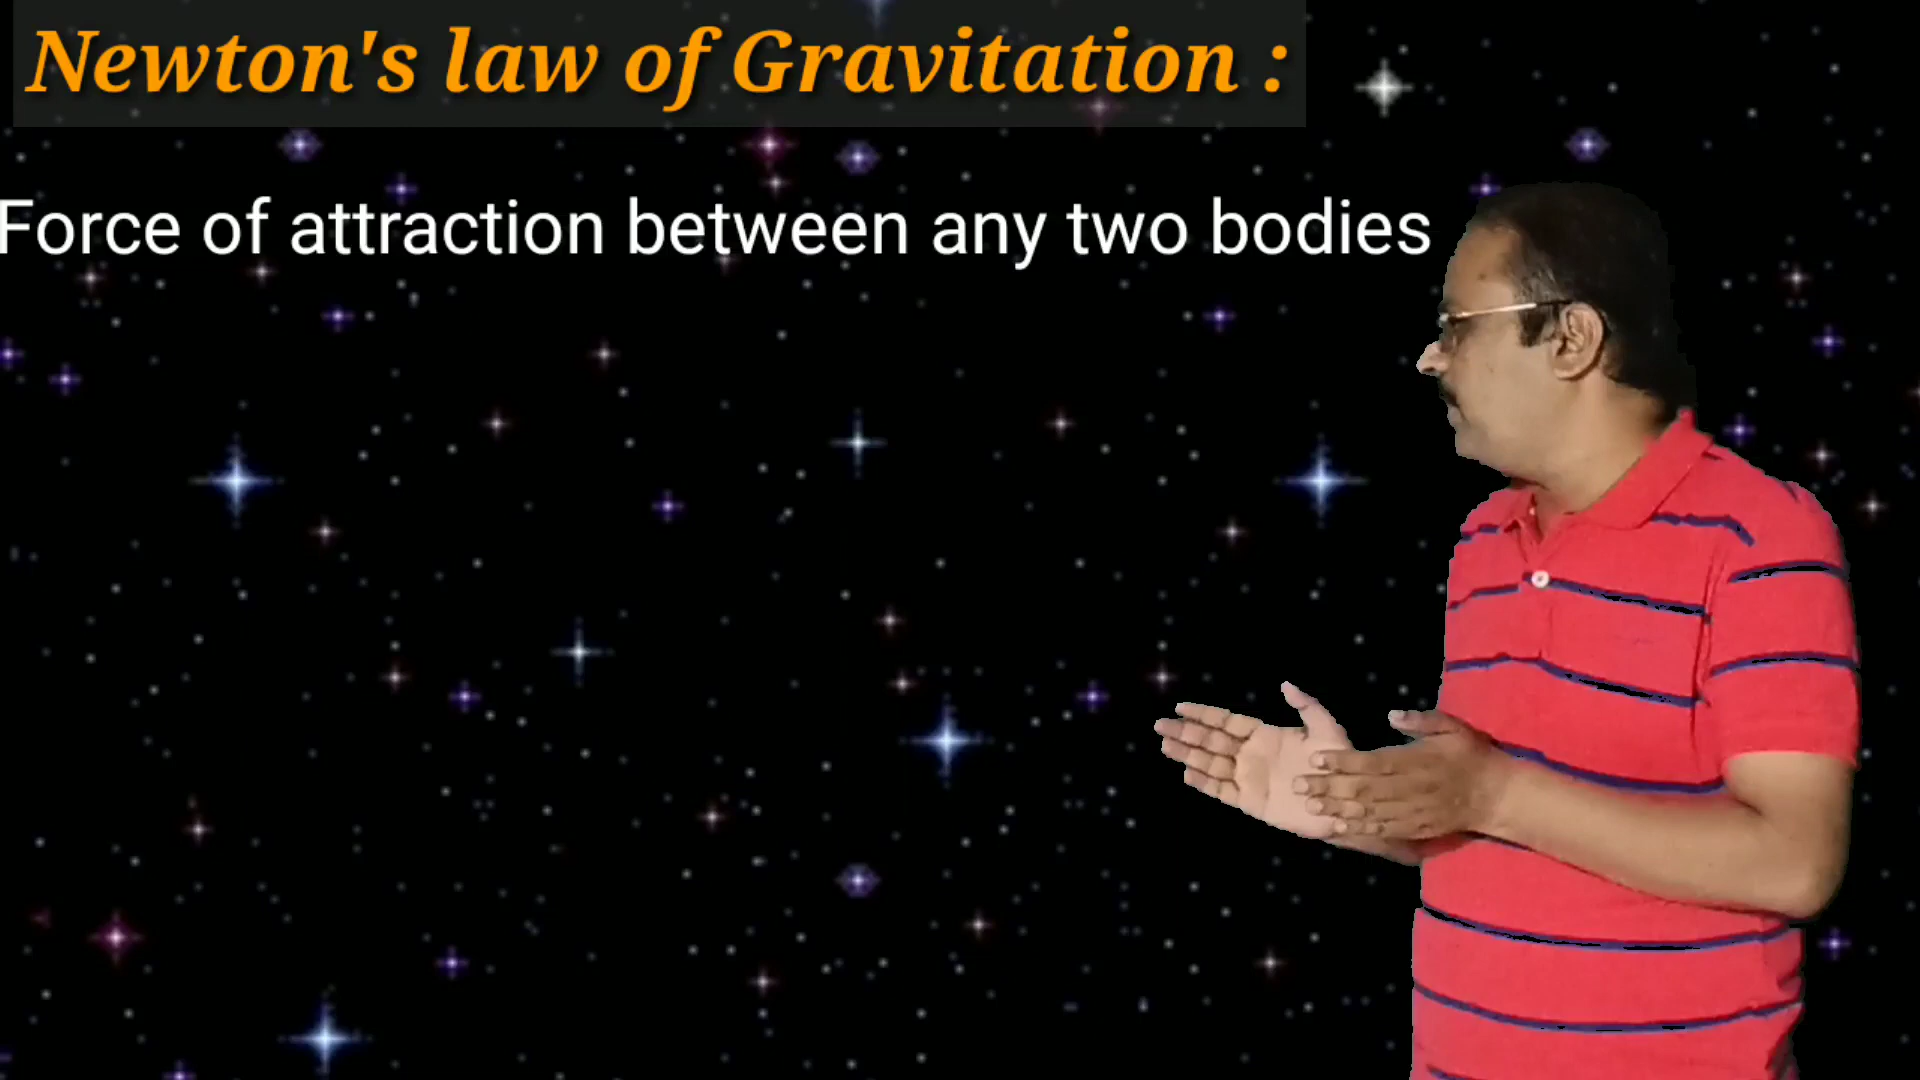 Newton's law of Gravitation :
Force of attraction between any two bodies